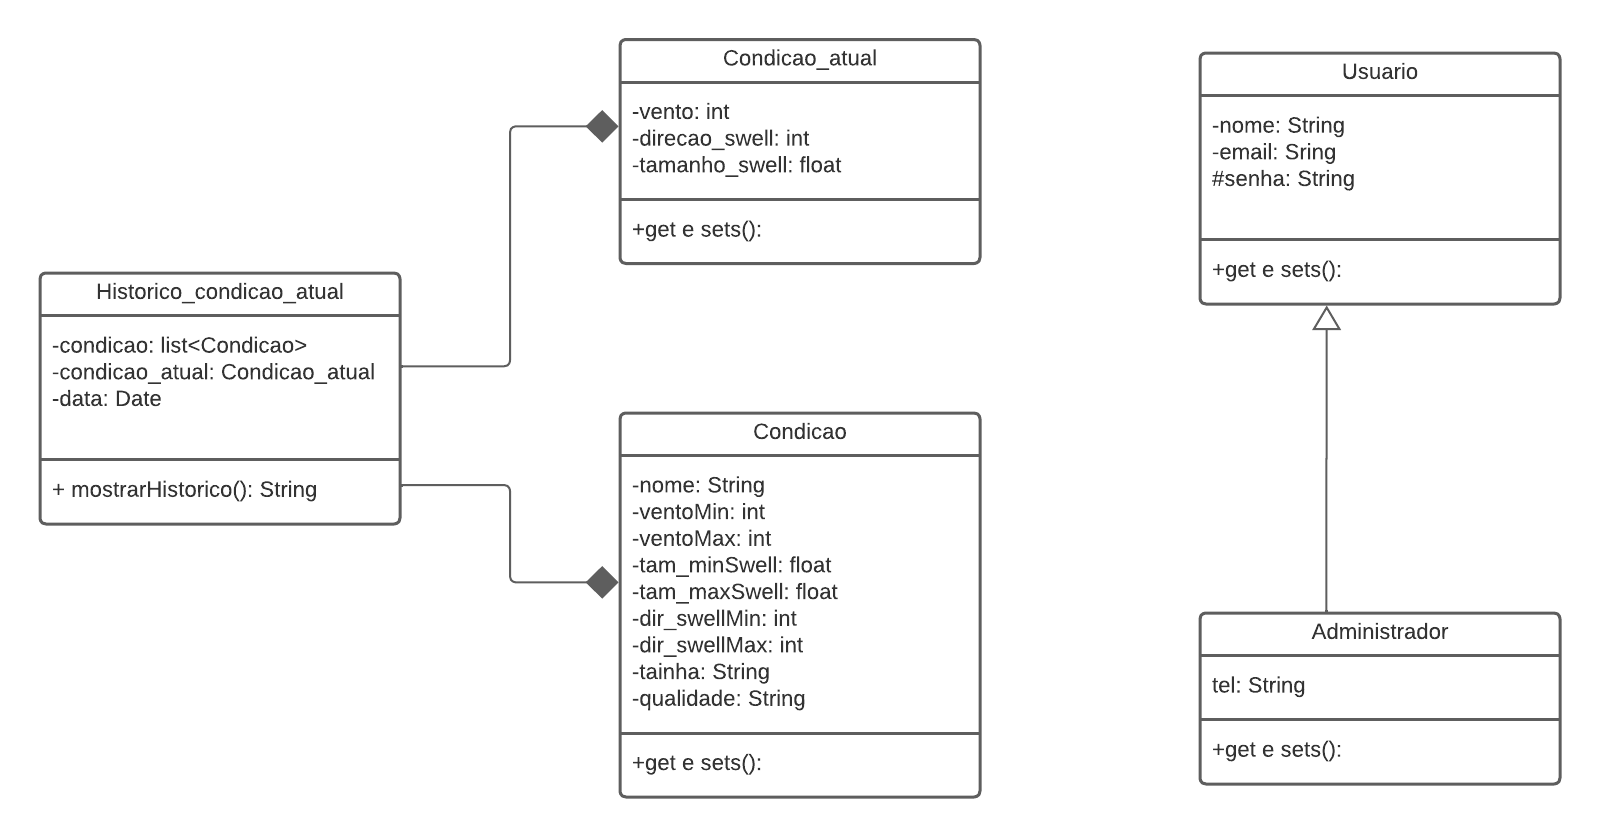 Condicao_atual
-vento: int
-direcao_swell: int
-tamanho_swell: float
+get e sets():
Usuario
-nome: String
-email: Sring
#senha: String
+get e sets():
Historico_condicao_atual
-condicao: list<Condicao>
-condicao_atual: Condicao_atual
-data: Date
+ mostrarHistorico(): String
Condicao
-nome: String
-ventoMin: int
-ventoMax: int
-tam_minSwell: float
-tam_maxSwell: float
-dir_swellMin: int
-dir_swellMax: int
-tainha: String
-qualidade: String
+get e sets():
Administrador
tel: String
+get e sets():